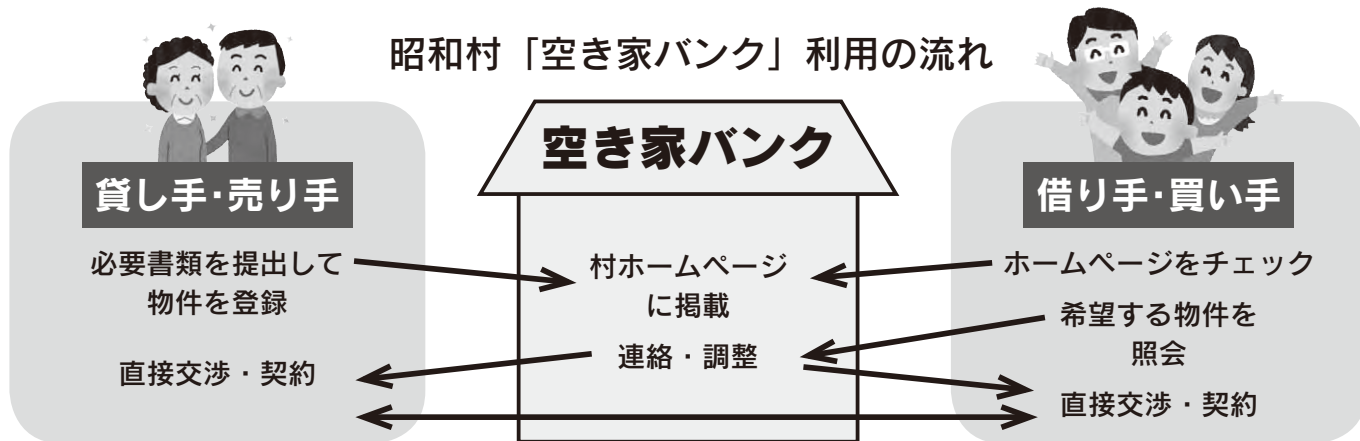 昭和村「空き家バンク」利用の流れ
空き家バンク
貸し手・売り手
必要書類を提出して
物件を登録
直接交渉・契約
村ホームページ
に掲載
連絡・調整
借り手・買い手
ホームページをチェック
希望する物件を
照会
直接交渉・契約